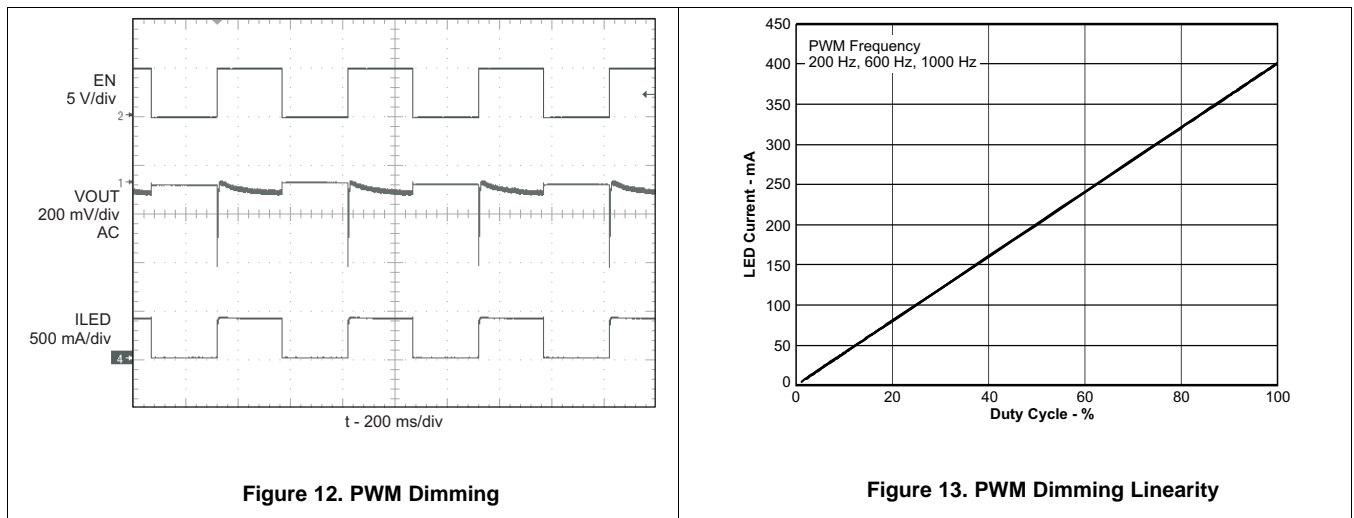 EN
5 V/div
2
1
VOUT
200 mV/div
AC
ILED
500 mA/div
4
t - 200 ms/div
Figure 12. PWM Dimming
450
400
350
300
250
200
150
100
50
0
LED Current - mA
PWM Frequency
200 Hz, 600 Hz, 1000 Hz
0 20 40 60 80 100
Duty Cycle - %
Figure 13. PWM Dimming Linearity